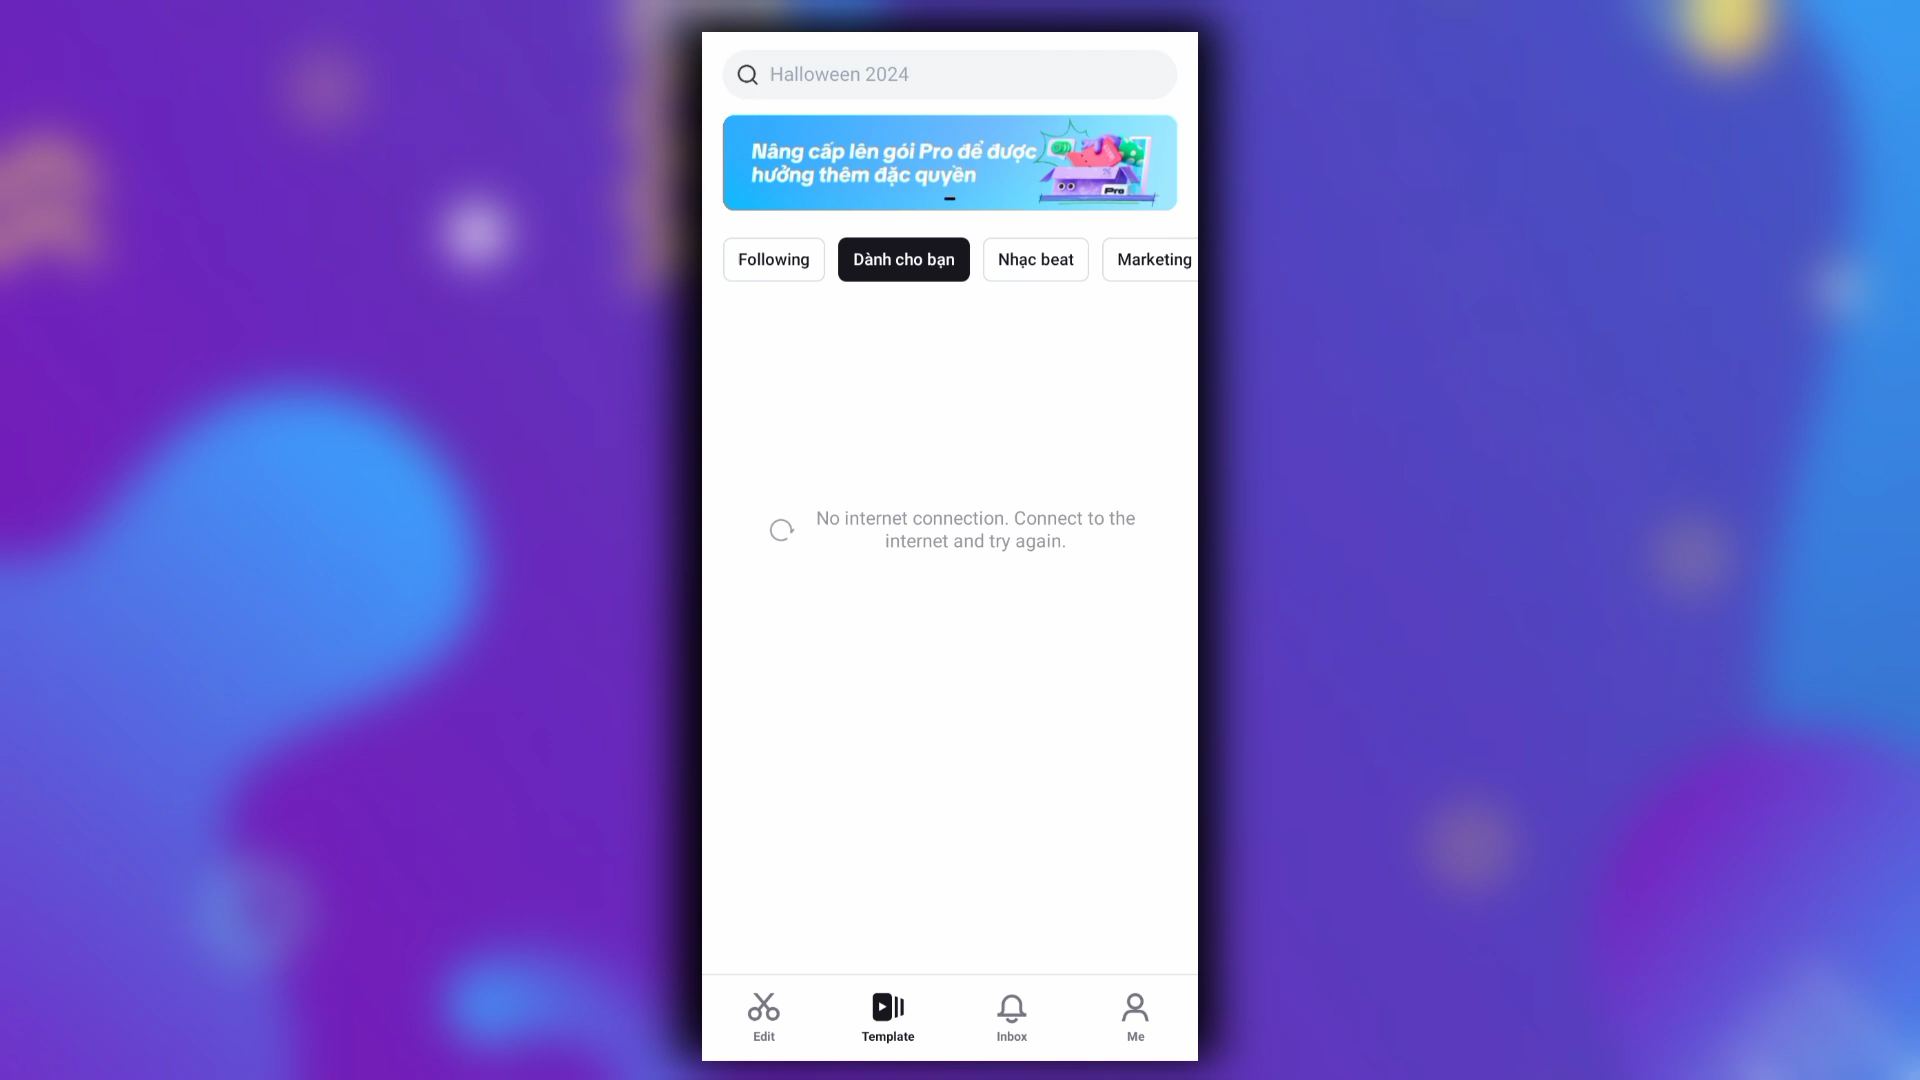 Halloween 2024
Nâng cấp lên gói Pro để được
hưởng thêm đặc quyền
Pro
Following
Dành cho bạn
Nhạc beat
Marketing
No internet connection. Connect to the
internet and try again.
Edit
Template
Inbox
Me